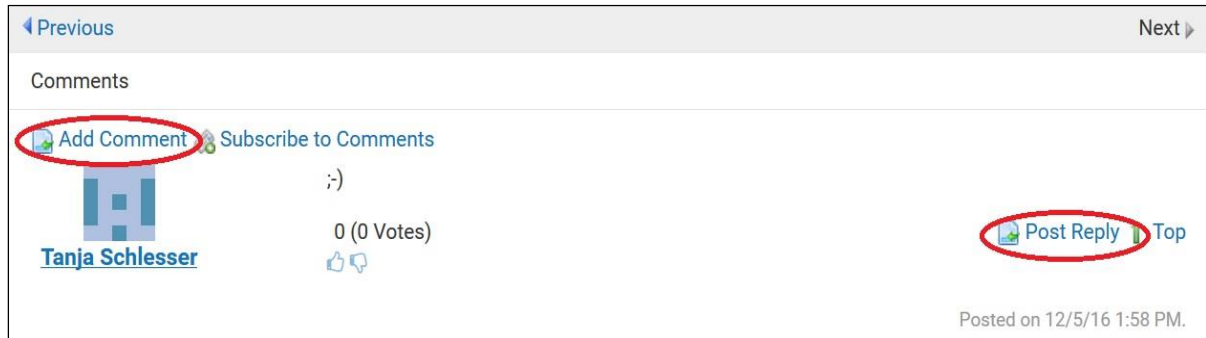 Previous
Next
Comments
Add Comment Subscribe to Comments
;-)
0 (0 Votes)
Post Reply Top
Tanja Schlesser
Posted on 12/5/16 1:58 PM.